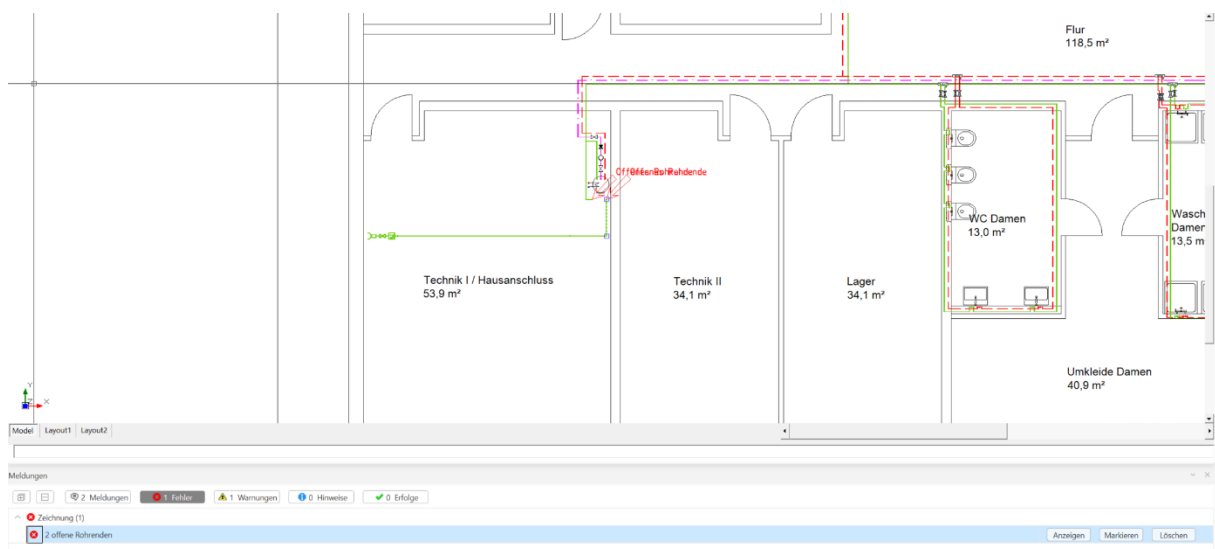 Flur
118,5 m²
Offenes Rohrende
WC Damen
13,0 m²
Wasch
Damen
13,5 m
Technik I / Hausanschluss
53,9 m²
Technik II
34,1 m²
Lager
34,1 m²
Umkleide Damen
40,9 m²
Y
Z
X
Model Layout1 Layout2
Meldungen
2 Meldungen 1 Fehler 1 Warnungen 0 Hinweise 0 Erfolge
Zeichnung (1)
2 offene Rohrenden Anzeigen Markieren Löschen